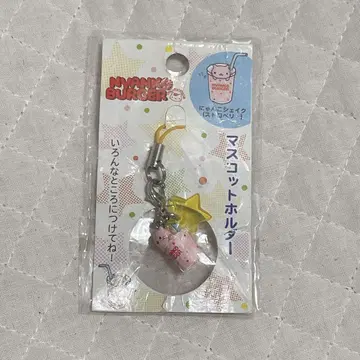 NYANKO
BURGER
にゃんこシェイク
(ストロベリー)
マスコットホルダー
いろんなところにつけてね！